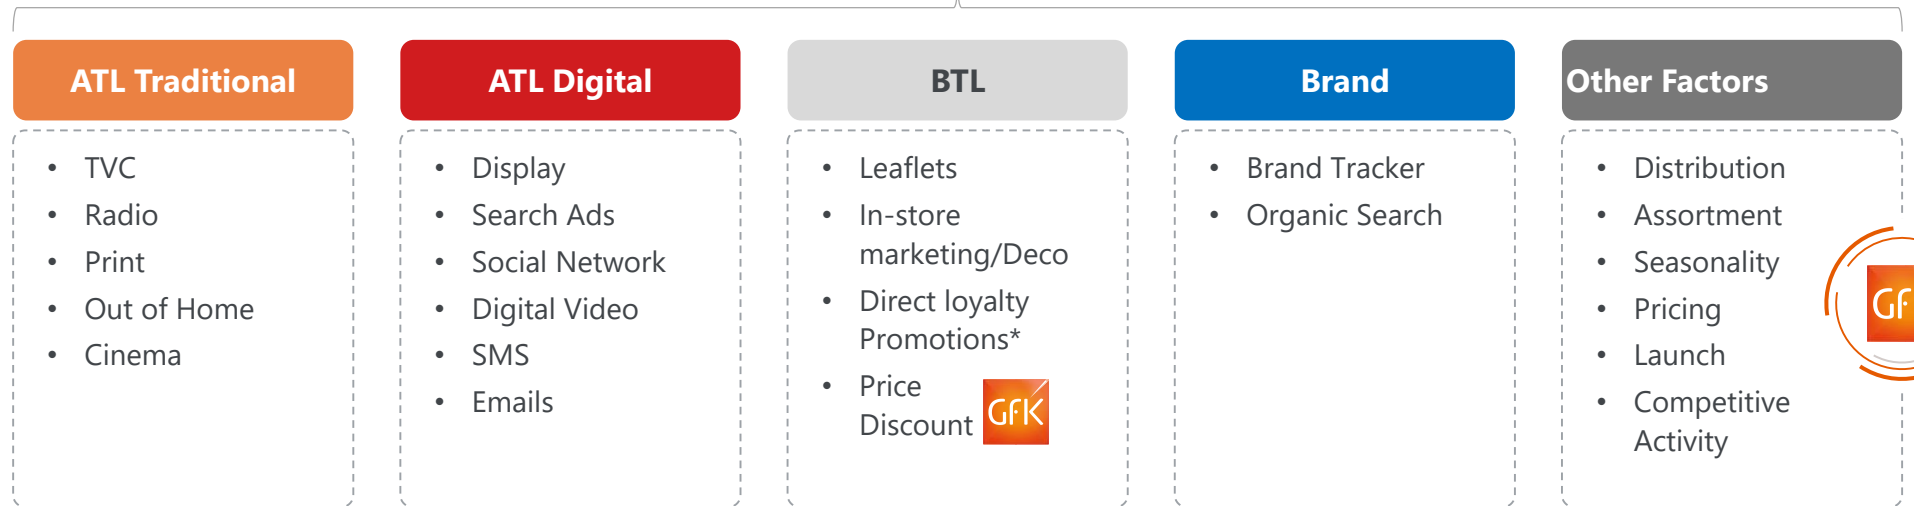 ATL Traditional
TVC
Radio
Print
Out of Home
Cinema
ATL Digital
Display
Search Ads
Social Network
Digital Video
SMS
Emails
BTL
Leaflets
In-store
marketing/Deco
Direct loyalty
Promotions*
Price
Discount
GfK
Brand
Brand Tracker
Organic Search
Other Factors
Distribution
Assortment
Seasonality
Pricing
Launch
Competitive
Activity
Gf